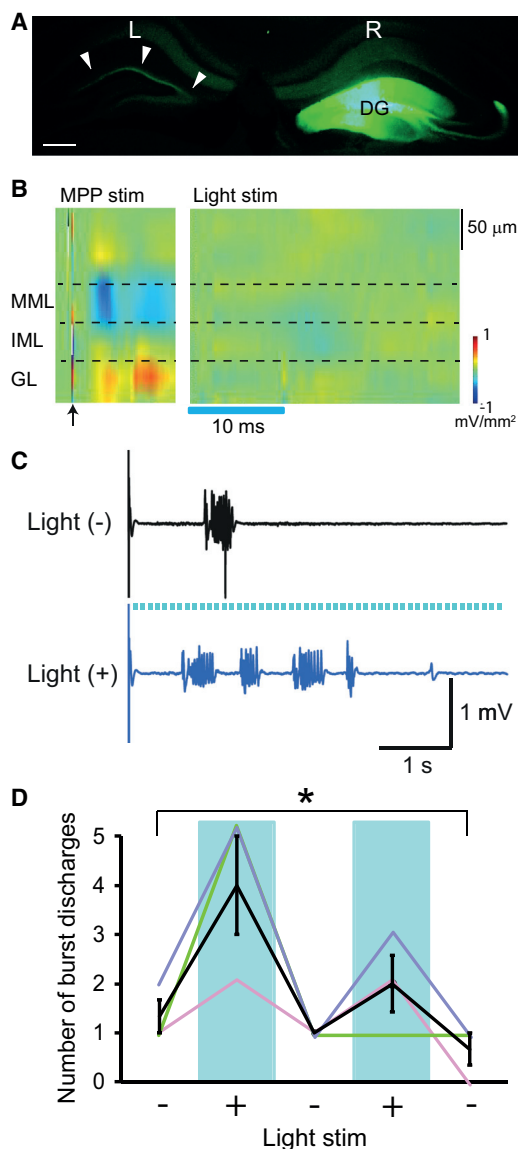 A
L
R
DG
B
MPP stim
Light stim
50 μm
MML
IML
GL
1
-1
mV/mm²
10 ms
C
Light (-)
Light (+)
1 mV
1 s
D
*
Number of burst discharges
5
4
3
2
1
0
- + - + -
Light stim